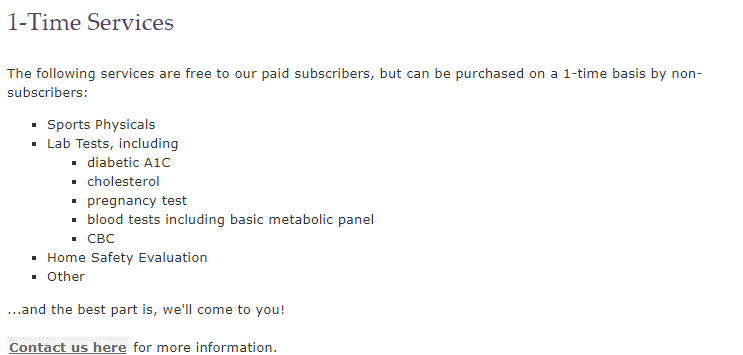 1-Time Services
The following services are free to our paid subscribers, but can be purchased on a 1-time basis by non-
subscribers:
▪ Sports Physicals
▪ Lab Tests, including
▪ diabetic A1C
▪ cholesterol
▪ pregnancy test
▪ blood tests including basic metabolic panel
▪ CBC
▪ Home Safety Evaluation
▪ Other
...and the best part is, we'll come to you!
Contact us here for more information.